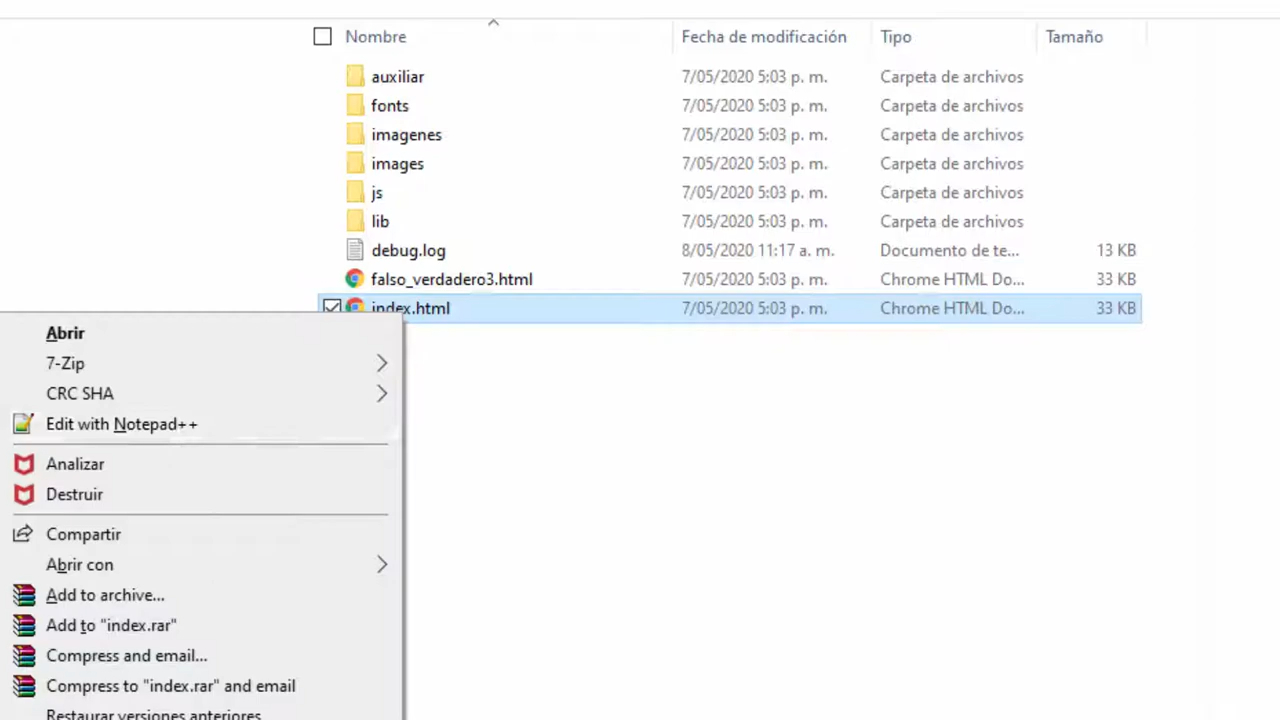 Nombre Fecha de modificación Tipo Tamaño
auxiliar 7/05/2020 5:03 p. m. Carpeta de archivos
fonts 7/05/2020 5:03 p. m. Carpeta de archivos
imagenes 7/05/2020 5:03 p. m. Carpeta de archivos
images 7/05/2020 5:03 p. m. Carpeta de archivos
js 7/05/2020 5:03 p. m. Carpeta de archivos
lib 7/05/2020 5:03 p. m. Carpeta de archivos
debug.log 8/05/2020 11:17 a. m. Documento de te... 13 KB
falso_verdadero3.html 7/05/2020 5:03 p. m. Chrome HTML Do... 33 KB
index.html 7/05/2020 5:03 p. m. Chrome HTML Do... 33 KB
Abrir
7-Zip
CRC SHA
Edit with Notepad++
Analizar
Destruir
Compartir
Abrir con
Add to archive...
Add to "index.rar"
Compress and email...
Compress to "index.rar" and email
Restaurar versiones anteriores